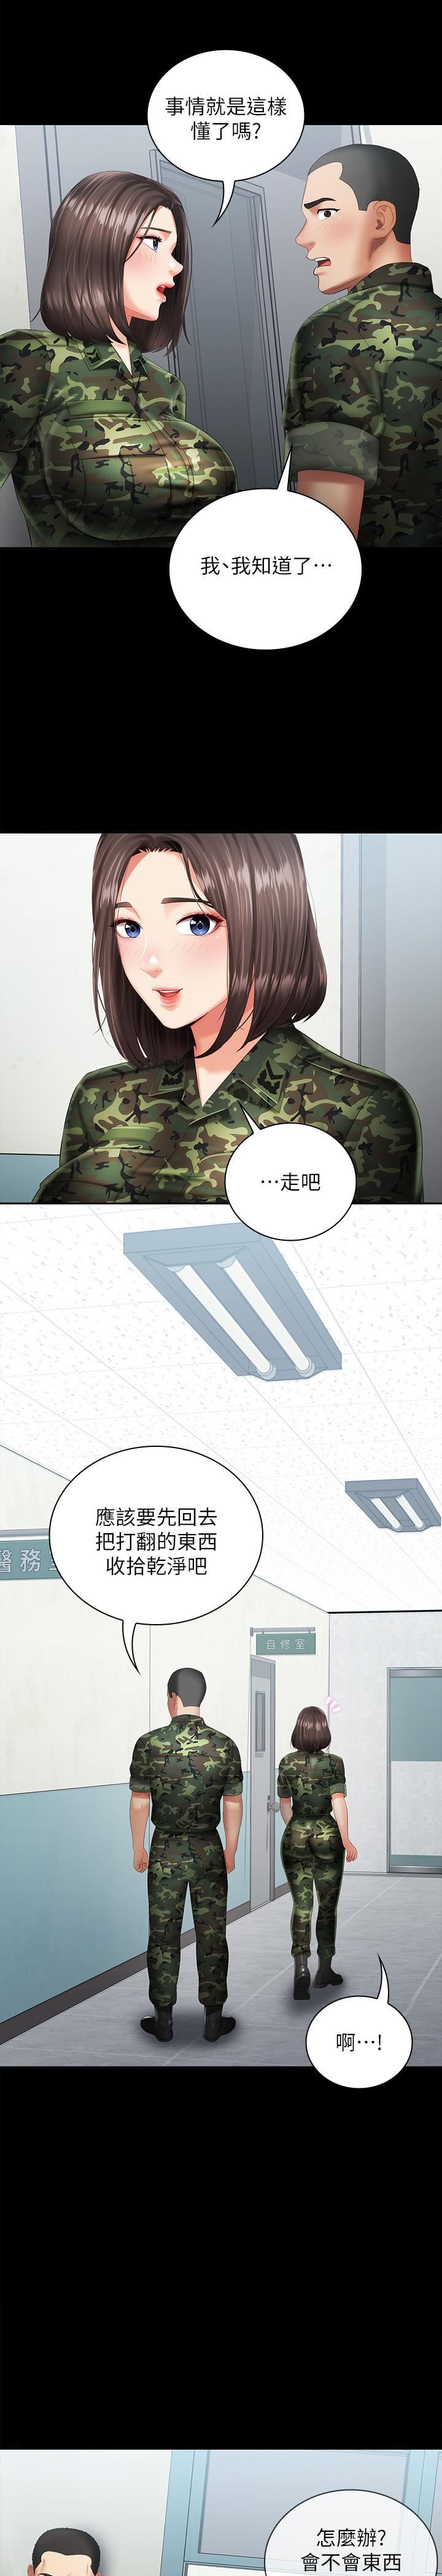 事情就是這樣
懂了嗎?
我、我知道了…
…走吧
應該要先回去
把打翻的東西
收拾乾淨吧
醫務
自修室
啊…!
怎麼辦?
會不會東西